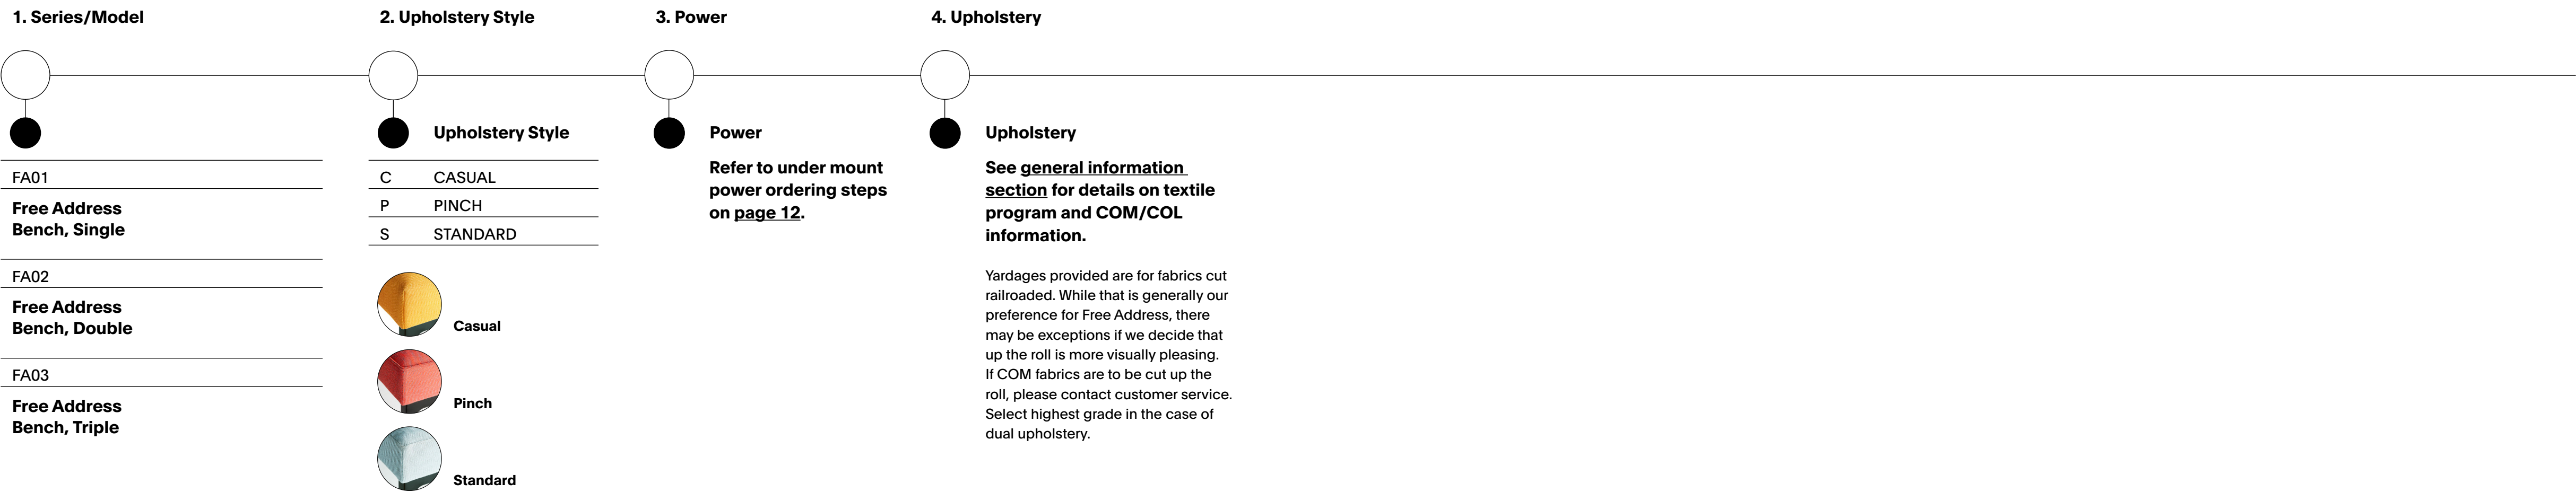 1. Series/Model
2. Upholstery Style
3. Power
4. Upholstery
FA01
Free Address
Bench, Single
FA02
Free Address
Bench, Double
FA03
Free Address
Bench, Triple
Upholstery Style
C CASUAL
P PINCH
S STANDARD
Casual
Pinch
Standard
Power
Refer to under mount
power ordering steps
on page 12.
Upholstery
See general information
section for details on textile
program and COM/COL
information.
Yardages provided are for fabrics cut
railroaded. While that is generally our
preference for Free Address, there
may be exceptions if we decide that
up the roll is more visually pleasing.
If COM fabrics are to be cut up the
roll, please contact customer service.
Select highest grade in the case of
dual upholstery.